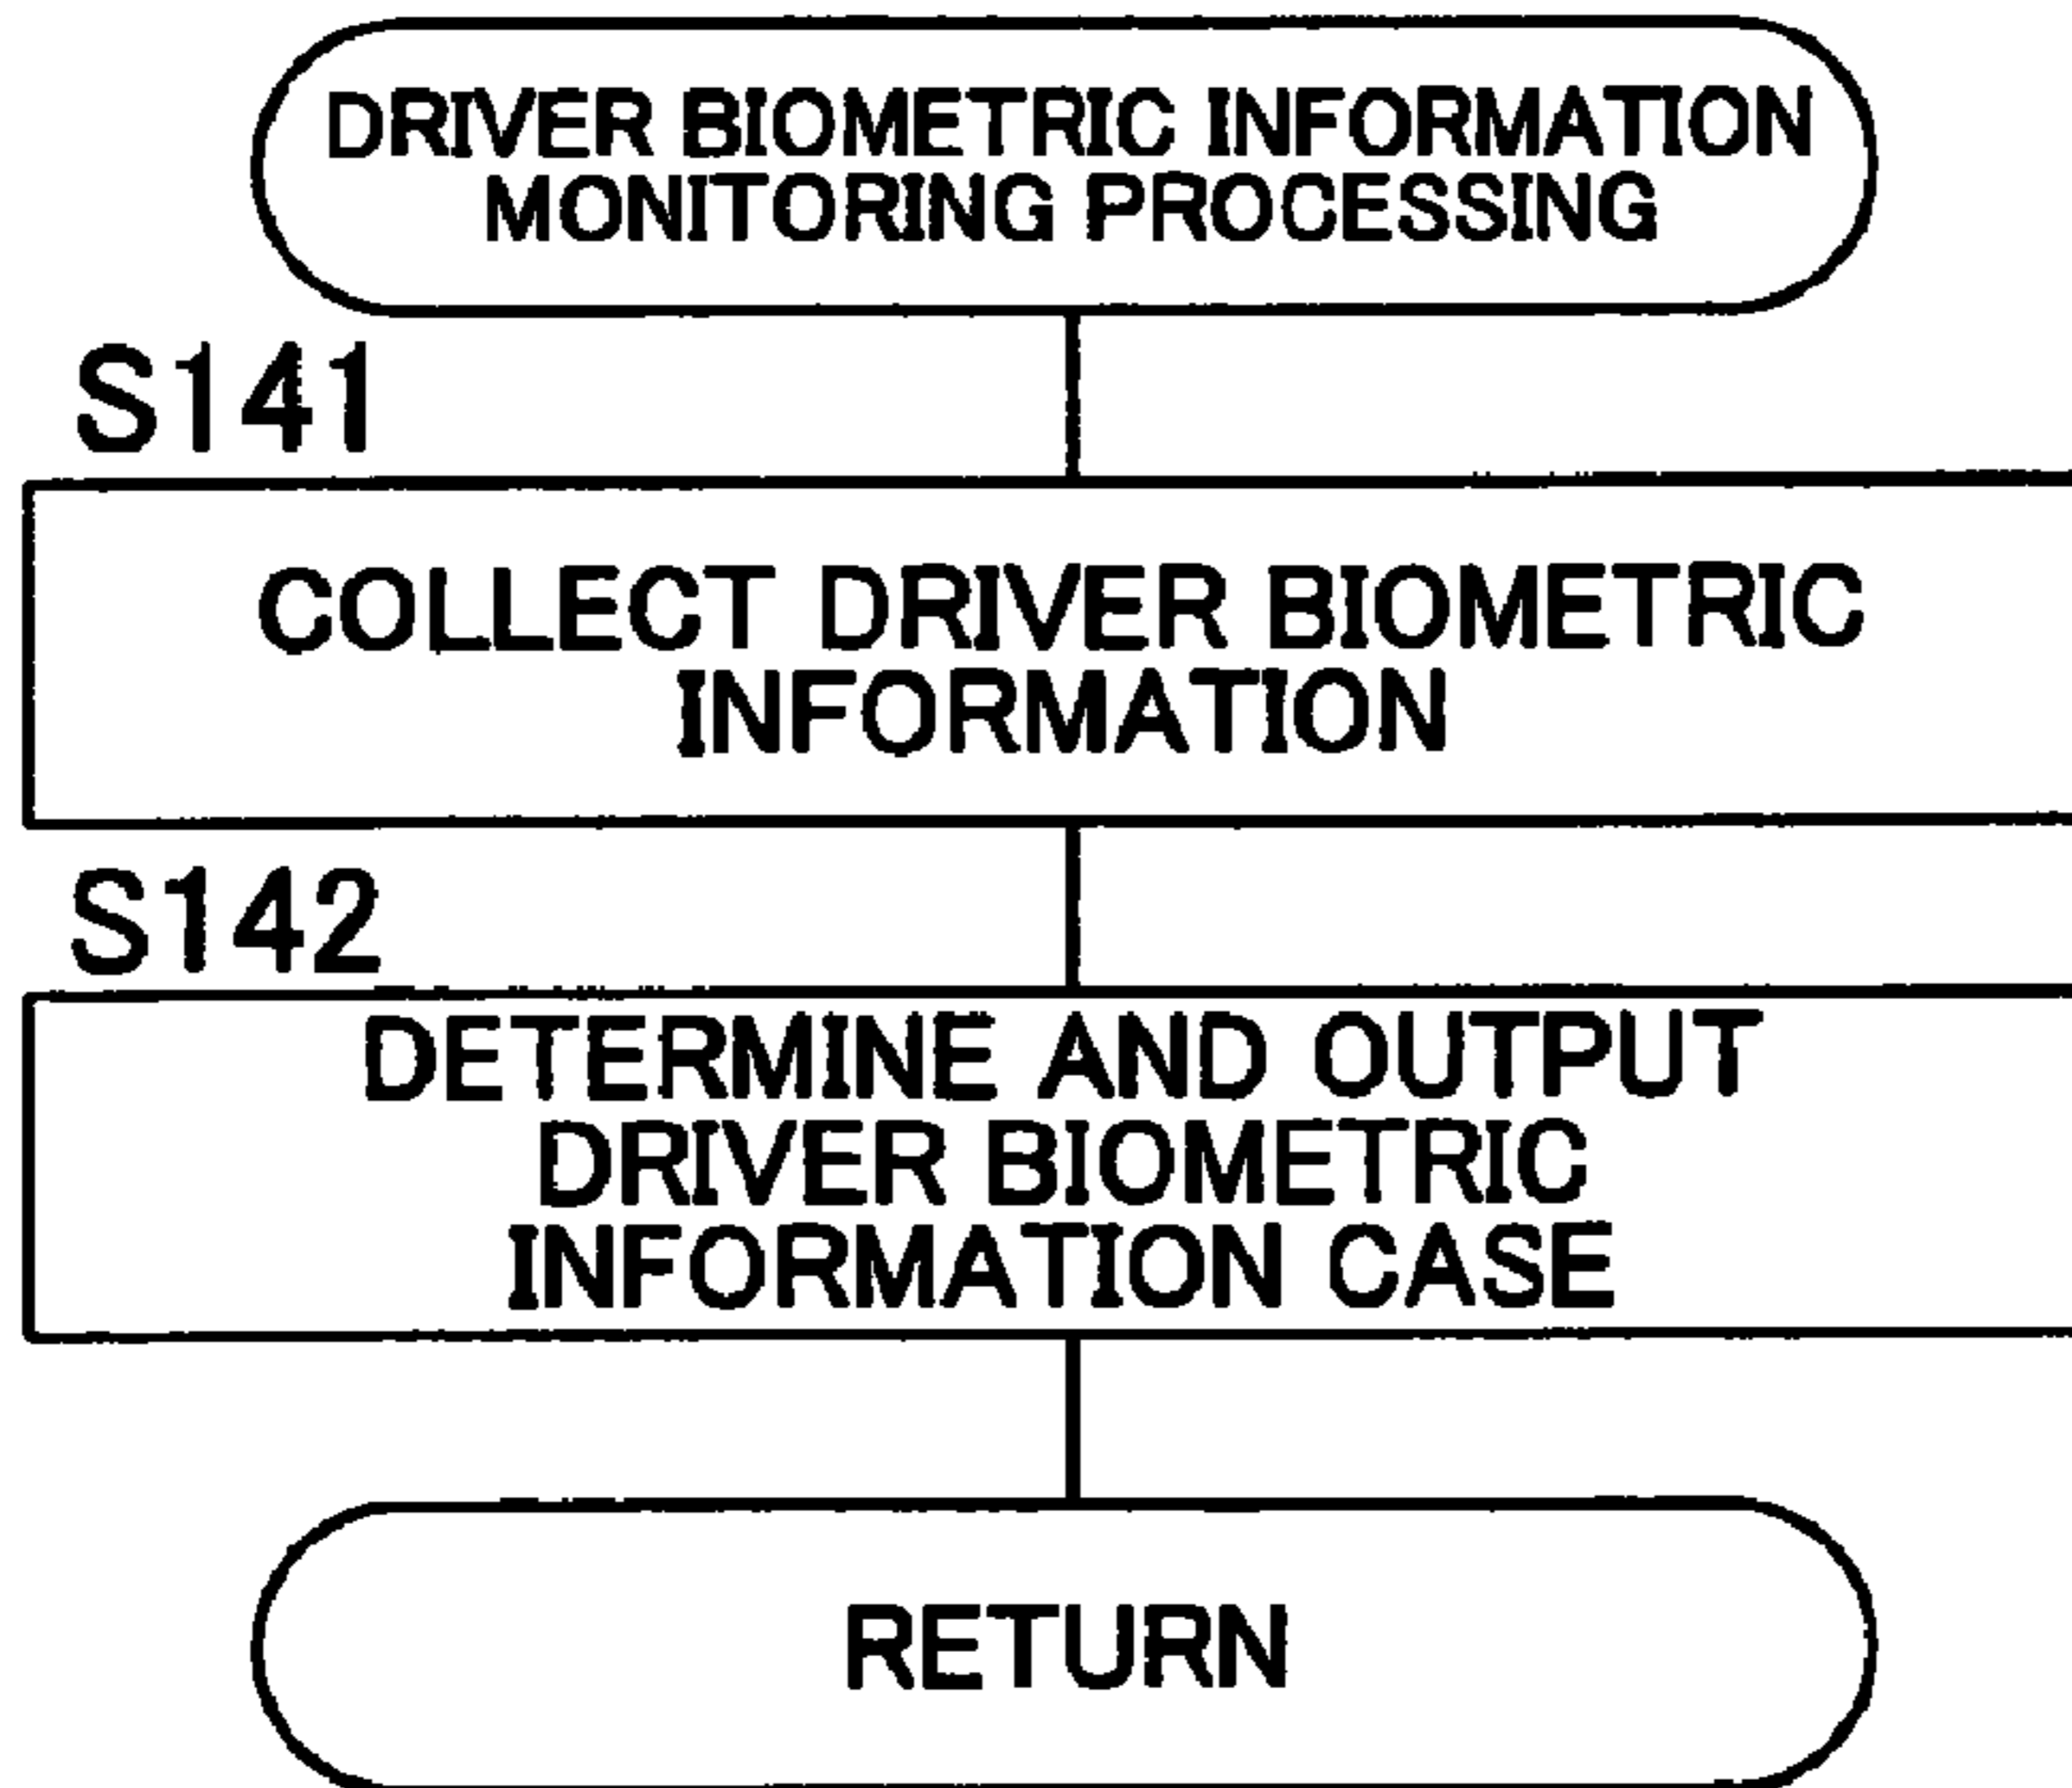 DRIVER BIOMETRIC INFORMATION
MONITORING PROCESSING
S141
COLLECT DRIVER BIOMETRIC
INFORMATION
S142
DETERMINE AND OUTPUT
DRIVER BIOMETRIC
INFORMATION CASE
RETURN